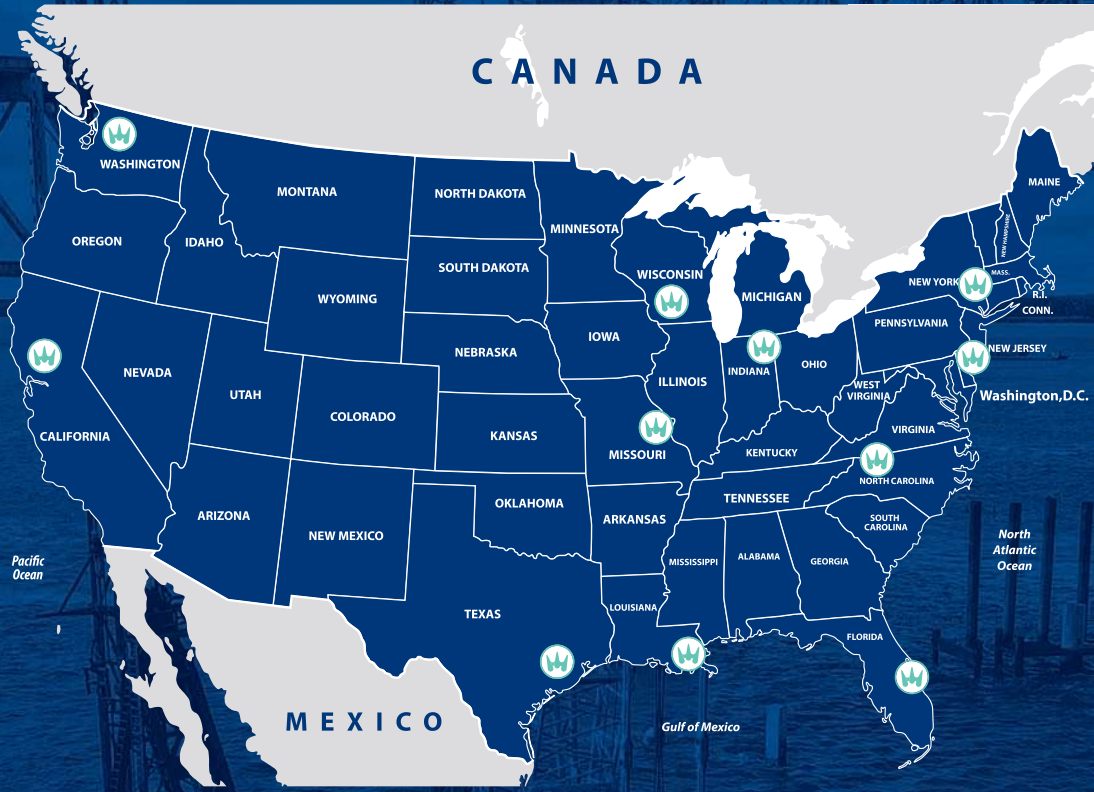 CANADA
WASHINGTON
MONTANA
NORTH DAKOTA
MINNESOTA
MAINE
OREGON
IDAHO
SOUTH DAKOTA
WISCONSIN
MICHIGAN
NEW YORK
NEW HAMPSHIRE
MASS.
R.I.
CONN.
WYOMING
IOWA
PENNSYLVANIA
NEW JERSEY
NEBRASKA
NEVADA
UTAH
COLORADO
ILLINOIS
INDIANA
OHIO
WEST
VIRGINIA
Washington,D.C.
CALIFORNIA
KANSAS
MISSOURI
KENTUCKY
VIRGINIA
NORTH CAROLINA
ARIZONA
NEW MEXICO
OKLAHOMA
ARKANSAS
TENNESSEE
SOUTH
CAROLINA
MISSISSIPPI
ALABAMA
GEORGIA
Pacific
Ocean
North
Atlantic
Ocean
TEXAS
LOUISIANA
FLORIDA
MEXICO
Gulf of Mexico